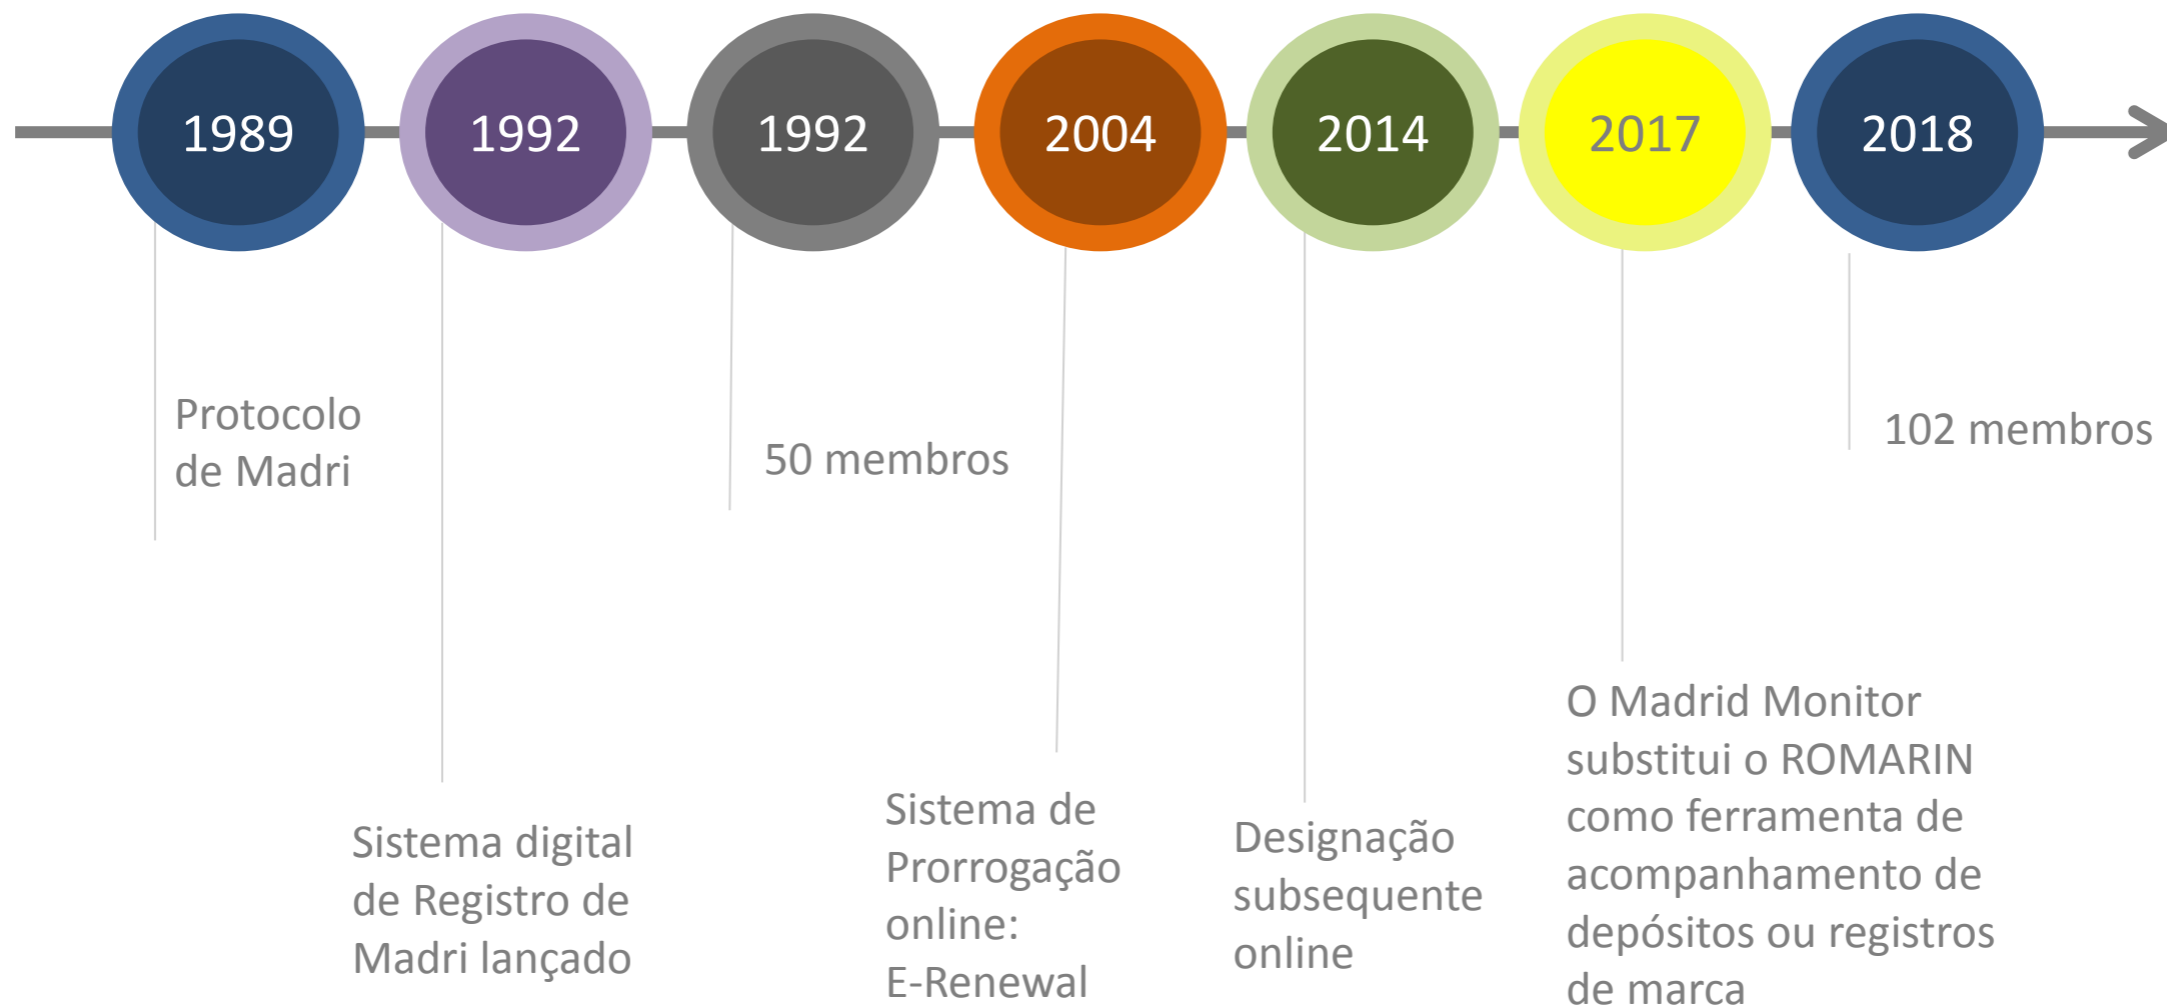 1989
1992
1992
2004
2014
2017
2018
Protocolo
de Madri
Sistema digital
de Registro de
Madri lançado
50 membros
Sistema de
Prorrogação
online:
E-Renewal
Designação
subsequente
online
O Madrid Monitor
substitui o ROMARIN
como ferramenta de
acompanhamento de
depósitos ou registros
de marca
102 membros